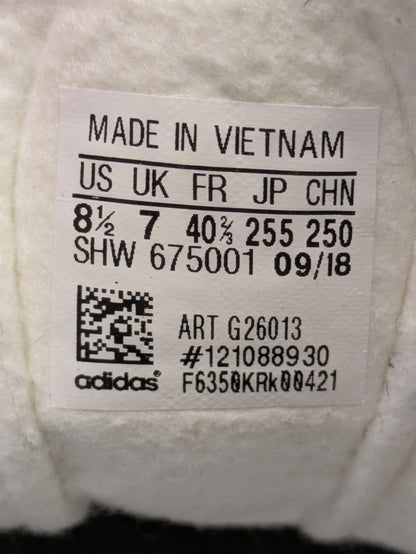 MADE IN VIETNAM
US UK FR JP CHN
8½ 7 40⅔ 255 250
SHW 675001 09/18
ART G26013
#121088930
adidas® F6350KRk00421